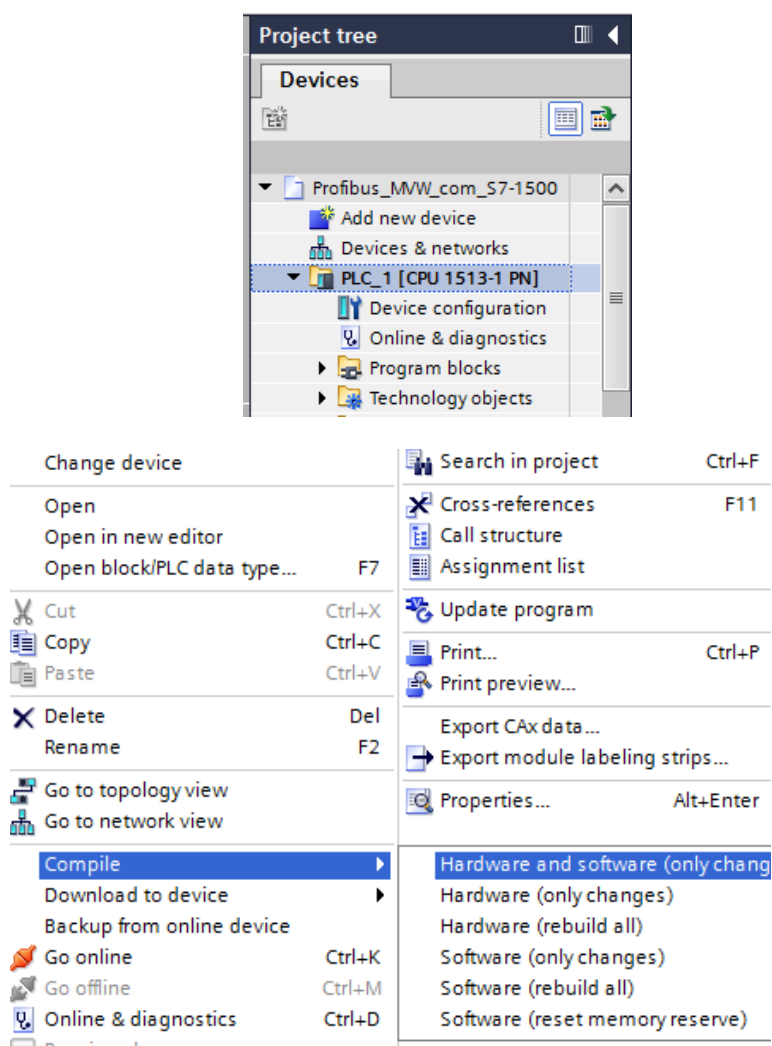 Project tree
Devices
Profibus_MVW_com_S7-1500
Add new device
Devices & networks
PLC_1 [CPU 1513-1 PN]
Device configuration
Online & diagnostics
Program blocks
Technology objects
Change device
Open
Open in new editor
Open block/PLC data type... F7
Cut Ctrl+X
Copy Ctrl+C
Paste Ctrl+V
Delete Del
Rename F2
Go to topology view
Go to network view
Compile
Download to device
Backup from online device
Go online Ctrl+K
Go offline Ctrl+M
Online & diagnostics Ctrl+D
Search in project Ctrl+F
Cross-references F11
Call structure
Assignment list
Update program
Print... Ctrl+P
Print preview...
Export CAx data...
Export module labeling strips...
Properties... Alt+Enter
Hardware and software (only chang
Hardware (only changes)
Hardware (rebuild all)
Software (only changes)
Software (rebuild all)
Software (reset memory reserve)